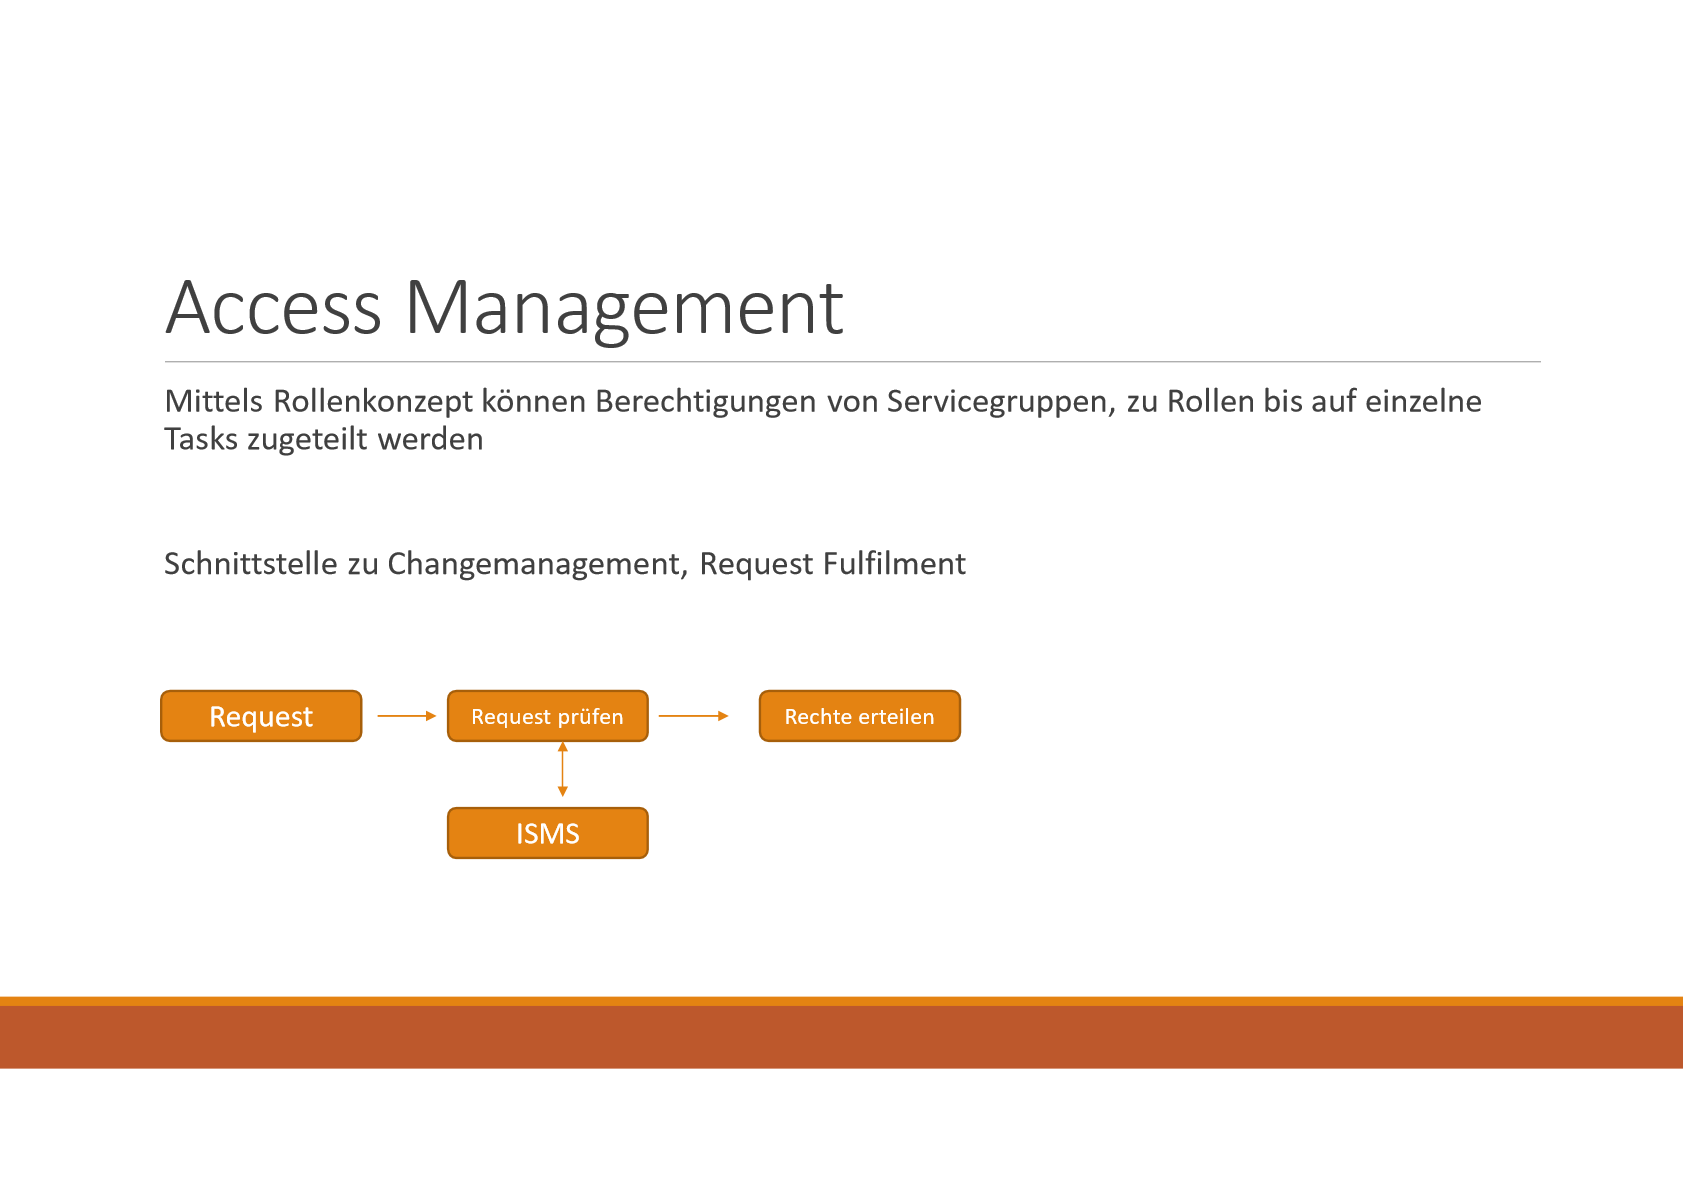 Access Management
Mittels Rollenkonzept können Berechtigungen von Servicegruppen, zu Rollen bis auf einzelne
Tasks zugeteilt werden
Schnittstelle zu Changemanagement, Request Fulfilment
Request
Request prüfen
Rechte erteilen
ISMS